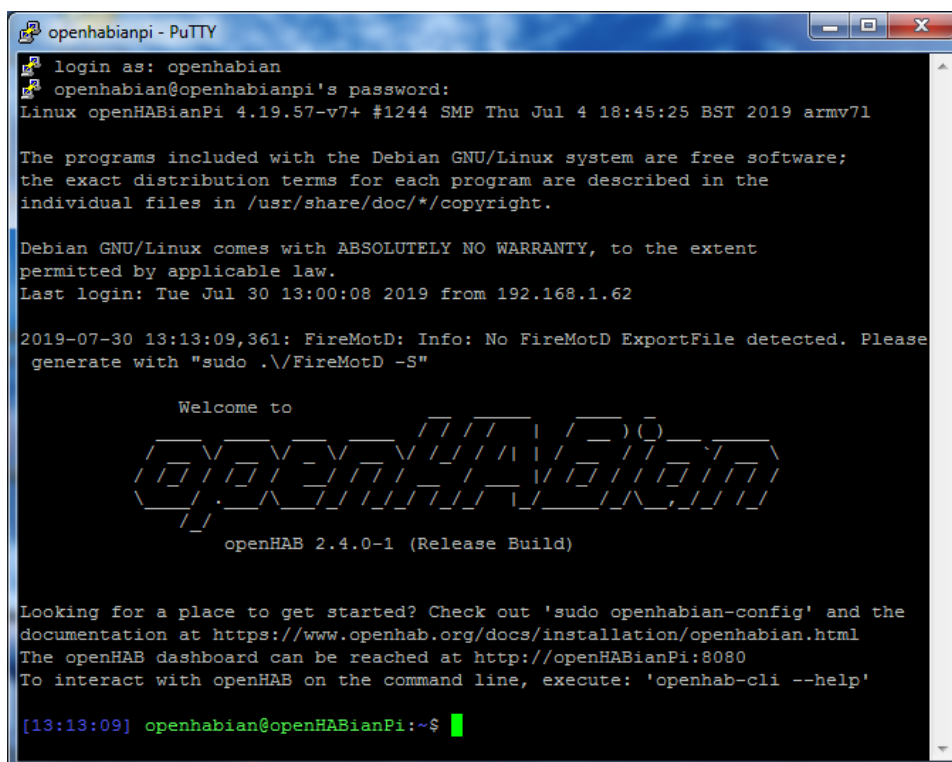 openhabianpi - PuTTY
login as: openhabian
openhabian@openhabianpi's password:
Linux openHABianPi 4.19.57-v7+ #1244 SMP Thu Jul 4 18:45:25 BST 2019 armv7l
The programs included with the Debian GNU/Linux system are free software;
the exact distribution terms for each program are described in the
individual files in /usr/share/doc/*/copyright.
Debian GNU/Linux comes with ABSOLUTELY NO WARRANTY, to the extent
permitted by applicable law.
Last login: Tue Jul 30 13:00:08 2019 from 192.168.1.62
2019-07-30 13:13:09,361: FireMotD: Info: No FireMotD ExportFile detected. Please
generate with "sudo .\/FireMotD -S"
Welcome to
openHABian
openHAB 2.4.0-1 (Release Build)
Looking for a place to get started? Check out 'sudo openhabian-config' and the
documentation at https://www.openhab.org/docs/installation/openhabian.html
The openHAB dashboard can be reached at http://openHABianPi:8080
To interact with openHAB on the command line, execute: 'openhab-cli --help'
[13:13:09] openhabian@openHABianPi:~$